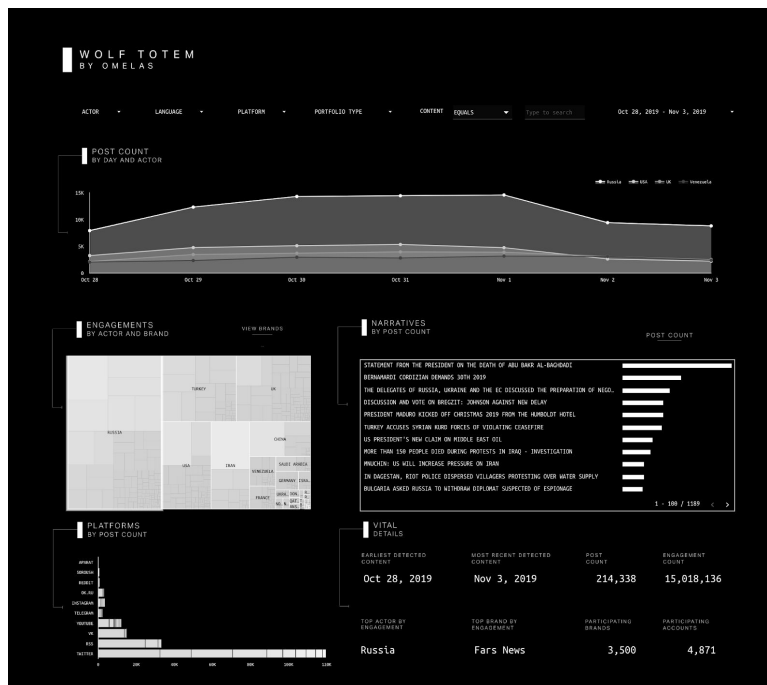 WOLF TOTEM
BY OMELAS
ACTOR LANGUAGE PLATFORM PORTFOLIO TYPE CONTENT EQUALS Type to search Oct 28, 2019 - Nov 3, 2019
POST COUNT
BY DAY AND ACTOR
Russia USA UK Venezuela
15K
10K
5K
0
Oct 28 Oct 29 Oct 30 Oct 31 Nov 1 Nov 2 Nov 3
ENGAGEMENTS
BY ACTOR AND BRAND
VIEW BRANDS
RUSSIA
TURKEY
UK
USA
IRAN
CHINA
VENEZUELA
SAUDI ARABIA
GERMANY
FRANCE
NARRATIVES
BY POST COUNT
POST COUNT
STATEMENT FROM THE PRESIDENT ON THE DEATH OF ABU BAKR AL-BAGHDADI
BERNAMARDI CORDIZIAN DEMANDS 30TH 2019
THE DELEGATES OF RUSSIA, UKRAINE AND THE EC DISCUSSED THE PREPARATION OF NEGO…
DISCUSSION AND VOTE ON BREGZIT: JOHNSON AGAINST NEW DELAY
PRESIDENT MADURO KICKED OFF CHRISTMAS 2019 FROM THE HUMBOLDT HOTEL
TURKEY ACCUSES SYRIAN KURD FORCES OF VIOLATING CEASEFIRE
US PRESIDENT'S NEW CLAIM ON MIDDLE EAST OIL
MORE THAN 150 PEOPLE DIED DURING PROTESTS IN IRAQ - INVESTIGATION
MNUCHIN: US WILL INCREASE PRESSURE ON IRAN
IN DAGESTAN, RIOT POLICE DISPERSED VILLAGERS PROTESTING OVER WATER SUPPLY
BULGARIA ASKED RUSSIA TO WITHDRAW DIPLOMAT SUSPECTED OF ESPIONAGE
1 - 100 / 1189 < >
PLATFORMS
BY POST COUNT
APARAT
SOROUSH
REDDIT
OK.RU
INSTAGRAM
TELEGRAM
YOUTUBE
VK
RSS
TWITTER
0 20K 40K 60K 80K 100K 120K
VITAL
DETAILS
EARLIEST DETECTED CONTENT
Oct 28, 2019
MOST RECENT DETECTED CONTENT
Nov 3, 2019
POST COUNT
214,338
ENGAGEMENT COUNT
15,018,136
TOP ACTOR BY ENGAGEMENT
Russia
TOP BRAND BY ENGAGEMENT
Fars News
PARTICIPATING BRANDS
3,500
PARTICIPATING ACCOUNTS
4,871